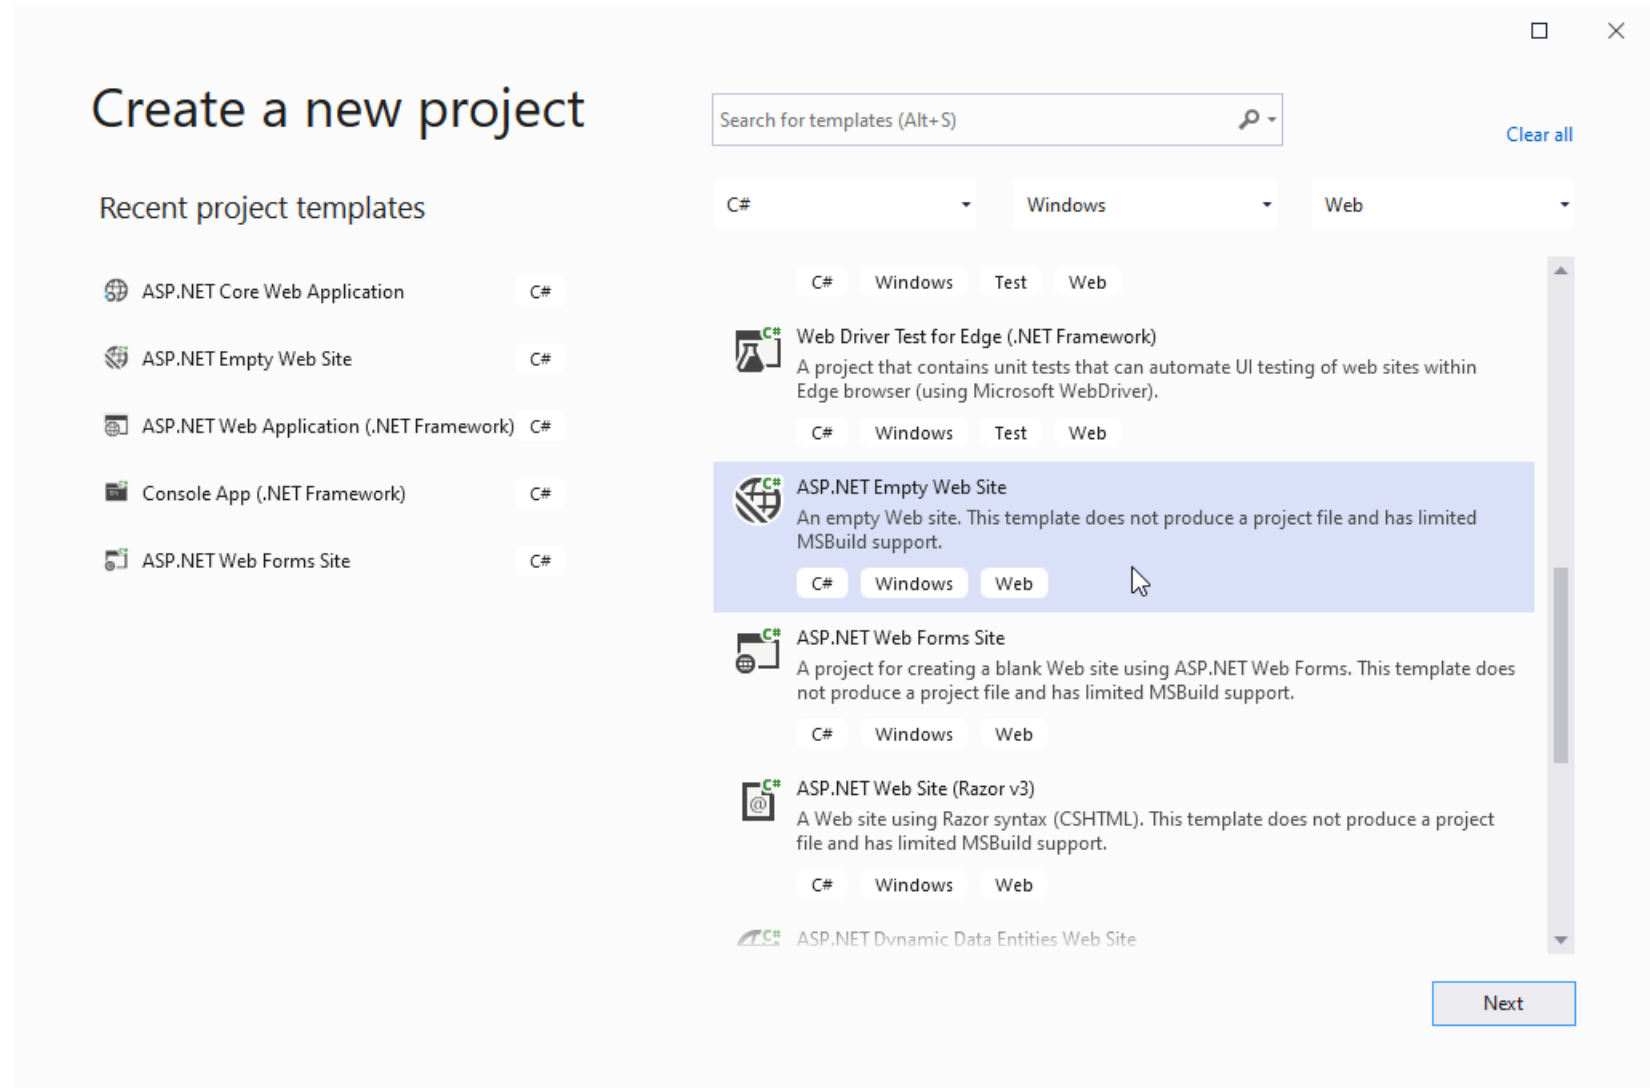 Create a new project
Search for templates (Alt+S)
Clear all
Recent project templates
C#
Windows
Web
ASP.NET Core Web Application C#
ASP.NET Empty Web Site C#
ASP.NET Web Application (.NET Framework) C#
Console App (.NET Framework) C#
ASP.NET Web Forms Site C#
C# Windows Test Web
C#
Web Driver Test for Edge (.NET Framework)
A project that contains unit tests that can automate UI testing of web sites within
Edge browser (using Microsoft WebDriver).
C# Windows Test Web
C#
ASP.NET Empty Web Site
An empty Web site. This template does not produce a project file and has limited
MSBuild support.
C# Windows Web
C#
ASP.NET Web Forms Site
A project for creating a blank Web site using ASP.NET Web Forms. This template does
not produce a project file and has limited MSBuild support.
C# Windows Web
C#
@
ASP.NET Web Site (Razor v3)
A Web site using Razor syntax (CSHTML). This template does not produce a project
file and has limited MSBuild support.
C# Windows Web
C#
ASP.NET Dynamic Data Entities Web Site
Next